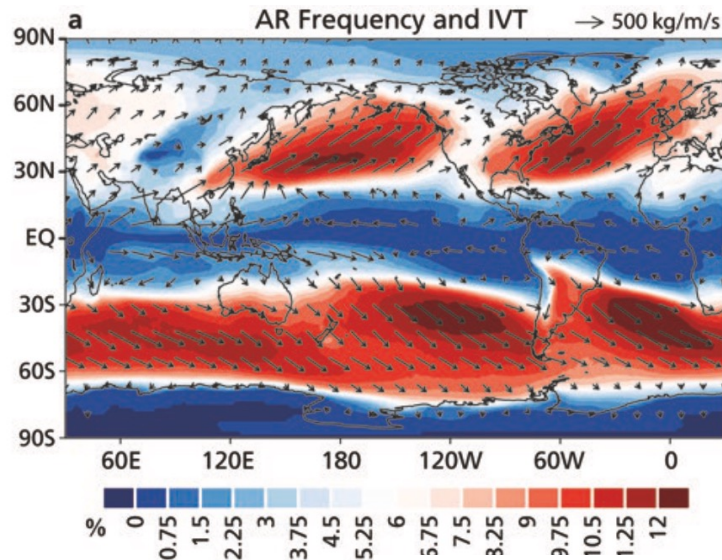 a AR Frequency and IVT → 500 kg/m/s
90N
60N
30N
EQ
30S
60S
90S
60E 120E 180 120W 60W 0
% 0 0.75 1.5 2.25 3 3.75 4.5 5.25 6 6.75 7.5 8.25 9 9.75 10.5 1.25 12